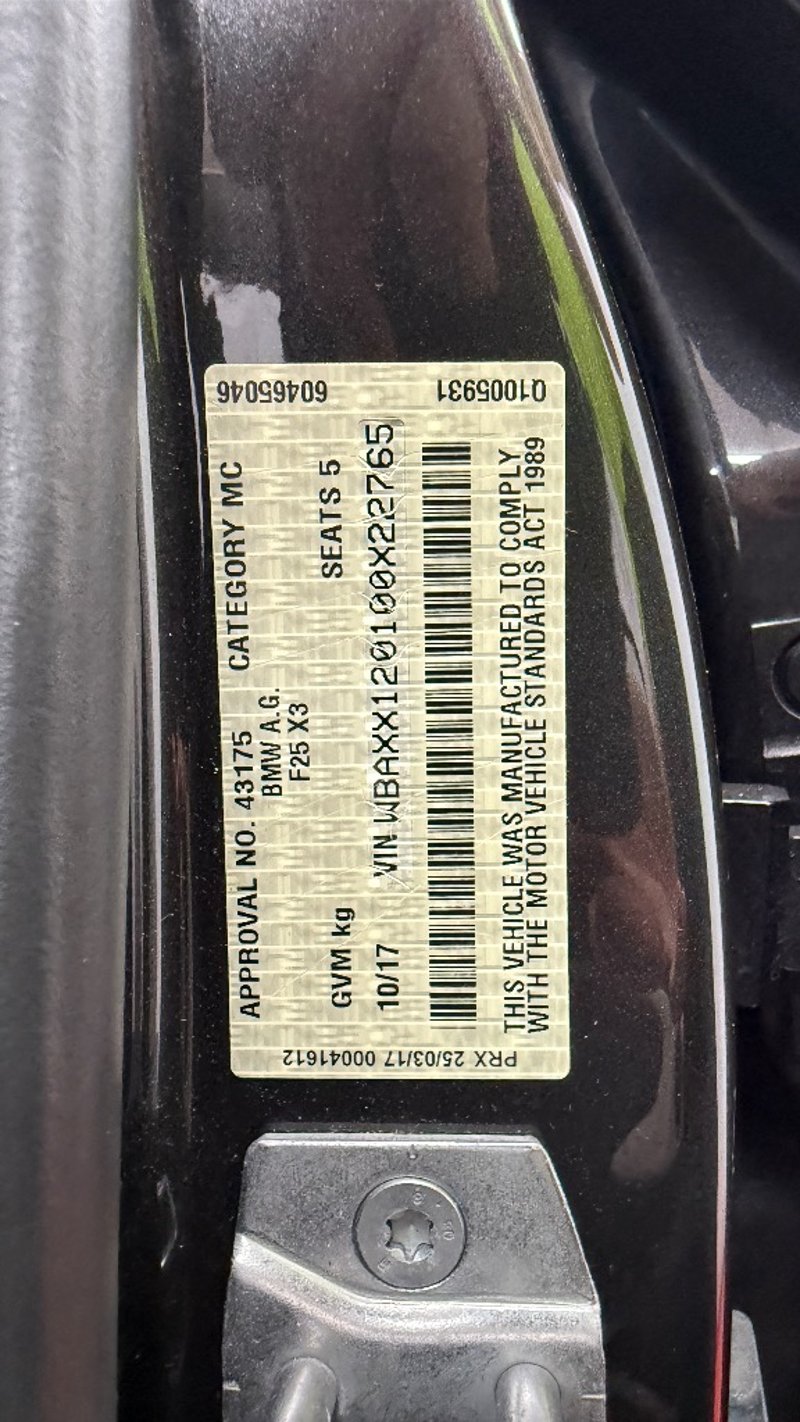 APPROVAL NO. 43175 CATEGORY MC
BMW A.G.
F25 X3
GVM kg SEATS 5
10/17 VIN WBAXX120100X22765
THIS VEHICLE WAS MANUFACTURED TO COMPLY
WITH THE MOTOR VEHICLE STANDARDS ACT 1989
PRX 25/03/17 00041612
60465046
Q1005931